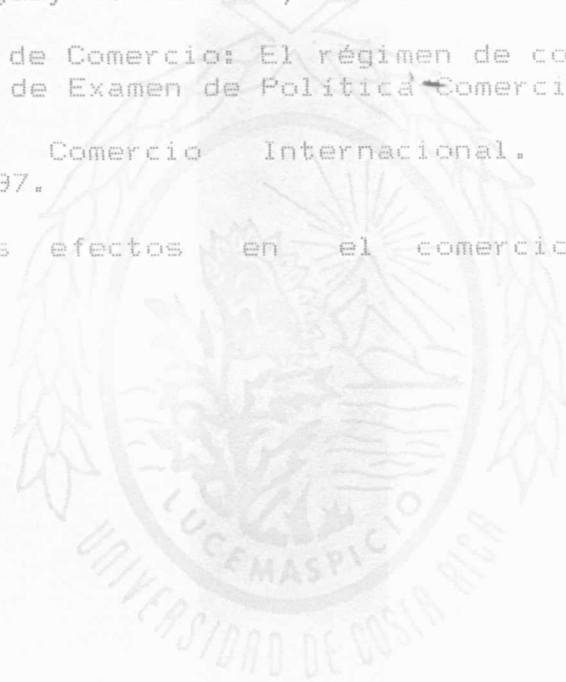 de Comercio: El régimen de co
de Examen de Política Comerci
Comercio Internacional.
97.
s efectos en el comercio
LUCEMASPICIO
UNIVERSIDAD DE COSTA RICA